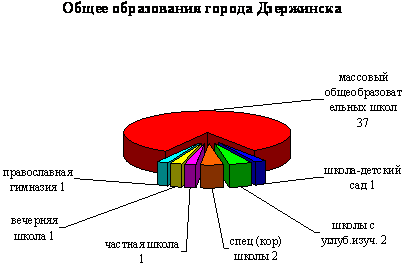 Общее образования города Дзержинска
массовый
общеобразоват
ельных школ
37
школа-детский
сад 1
школы с
углуб.изуч. 2
спец (кор)
школы 2
частная школа
1
вечерняя
школа 1
православная
гимназия 1